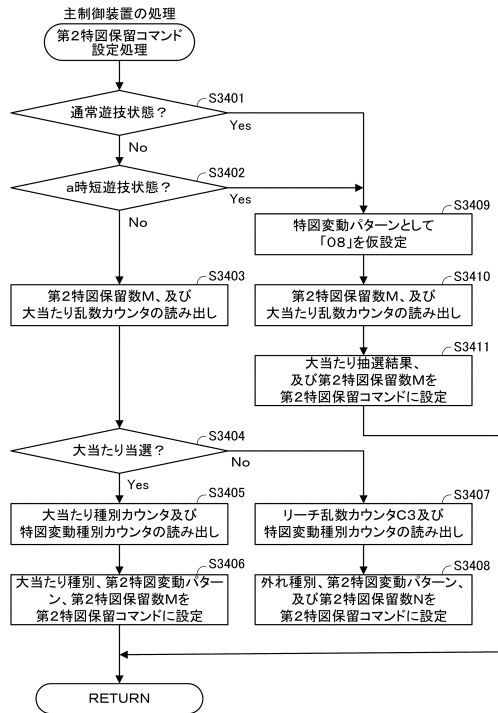 主制御装置の処理
第2特図保留コマンド
設定処理
S3401
通常遊技状態？
Yes
No
S3402
a時短遊技状態？
Yes
No
S3409
特図変動パターンとして
「08」を仮設定
S3403
第2特図保留数M、及び
大当たり乱数カウンタの読み出し
S3410
第2特図保留数M、及び
大当たり乱数カウンタの読み出し
S3411
大当たり抽選結果、
及び第2特図保留数Mを
第2特図保留コマンドに設定
S3404
大当たり当選？
No
Yes
S3405
大当たり種別カウンタ及び
特図変動種別カウンタの読み出し
S3407
リーチ乱数カウンタC3及び
特図変動種別カウンタの読み出し
S3406
大当たり種別、第2特図変動パター
ン、第2特図保留数Mを
第2特図保留コマンドに設定
S3408
外れ種別、第2特図変動パターン、
及び第2特図保留数Nを
第2特図保留コマンドに設定
RETURN